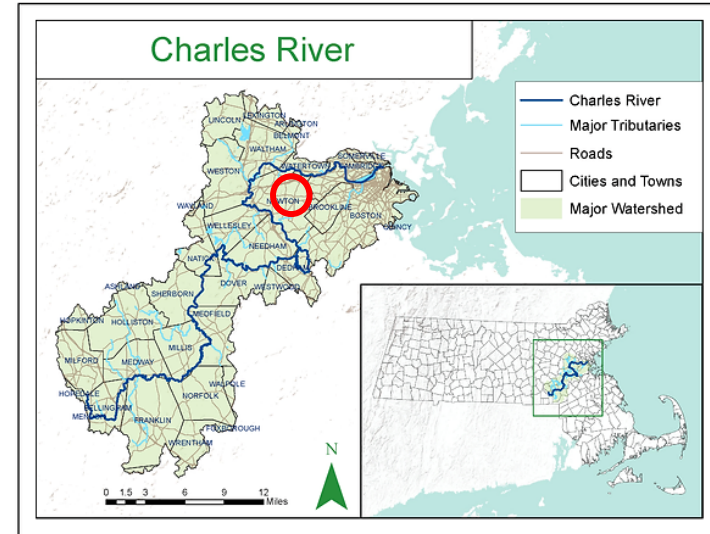 Charles River
Charles River
Major Tributaries
Roads
Cities and Towns
Major Watershed
LINCOLN
LEXINGTON
ARLINGTON
BELMONT
WALTHAM
SOMERVILLE
WATERTOWN
CAMBRIDGE
WESTON
NEWTON
WAYLAND
BROOKLINE
BOSTON
WELLESLEY
QUINCY
NEEDHAM
NATICK
DEDHAM
DOVER
WESTWOOD
ASHLAND
SHERBORN
MEDFIELD
HOPKINTON
HOLLISTON
MILLIS
MILFORD
MEDWAY
WALPOLE
HOPEDALE
NORFOLK
BELLINGHAM
MENDON
FRANKLIN
FOXBOROUGH
WRENTHAM
N
0 1.5 3 6 9 12
Miles